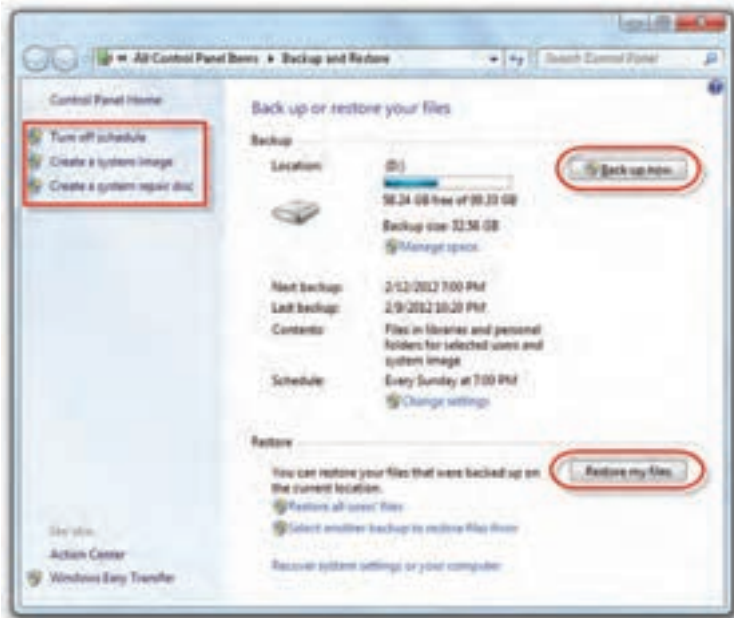 All Control Panel Items ▸ Backup and Restore
Search Control Panel
Control Panel Home
Turn off schedule
Create a system image
Create a system repair disc
Back up or restore your files
Backup
Location: (D:)
Back up now
GB free of GB
Backup size: 32.56 GB
Manage space
Next backup: 2/12/2012 7:00 PM
Last backup: 2/9/2012 10:20 PM
Contents: Files in libraries and personal
folders for selected users and
system image
Schedule: Every Sunday at 7:00 PM
Change settings
Restore
You can restore your files that were backed up on
the current location.
Restore my files
Restore all users' files
Select another backup to restore files from
Recover system settings or your computer
See also
Action Center
Windows Easy Transfer